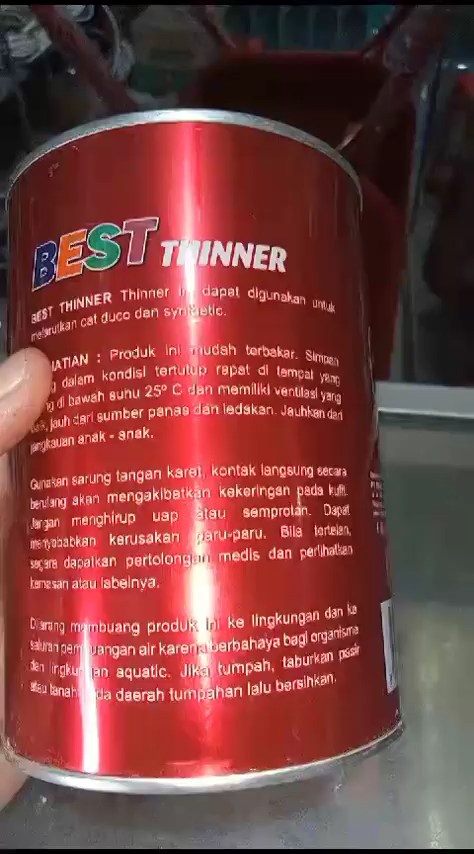 BEST THINNER
BEST THINNER Thinner ini dapat digunakan untuk
melarutkan cat duco dan synthetic.
ATIAN : Produk ini mudah terbakar. Simpan
dalam kondisi tertutup rapat di tempat yang
di bawah suhu 25° C dan memiliki ventilasi yang
jauh dari sumber panas dan ledakan. Jauhkan dari
jangkauan anak - anak.
Gunakan sarung tangan karet, kontak langsung secara
berulang akan mengakibatkan kekeringan pada kulit.
Jangan menghirup uap atau semprotan. Dapat
menyebabkan kerusakan paru-paru. Bila tertelan,
segera dapatkan pertolongan medis dan perlihatkan
kemasan atau labelnya.
Dilarang membuang produk ini ke lingkungan dan ke
saluran pembuangan air karena berbahaya bagi organisme
dan lingkungan aquatic. Jika tumpah, taburkan pasir
atau tanah pada daerah tumpahan lalu bersihkan.